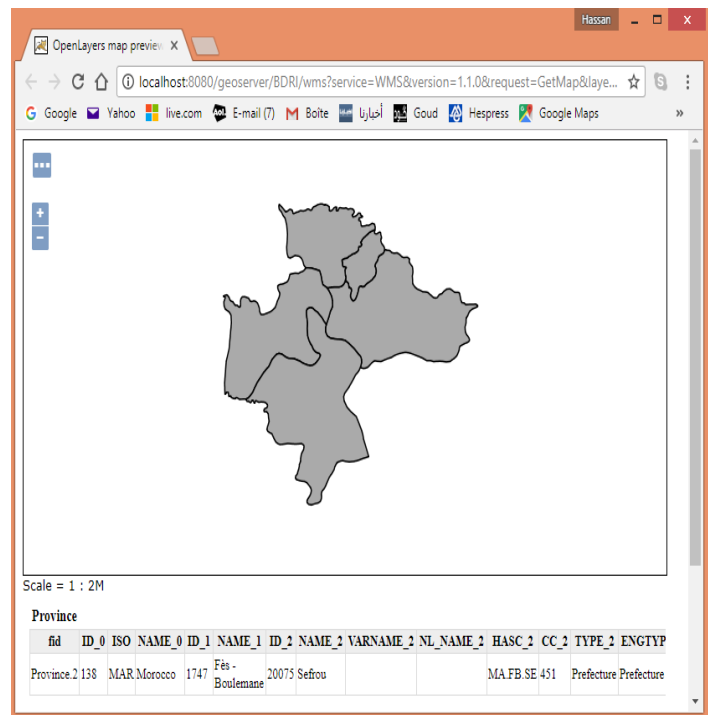 Hassan
OpenLayers map preview
localhost:8080/geoserver/BDRI/wms?service=WMS&version=1.1.0&request=GetMap&laye...
Google Yahoo live.com Aol. E-mail (7) Boîte أخبارنا Goud Hespress Google Maps »
+
-
Scale = 1 : 2M
Province
fid ID_0 ISO NAME_0 ID_1 NAME_1 ID_2 NAME_2 VARNAME_2 NL_NAME_2 HASC_2 CC_2 TYPE_2 ENGTYP
Province.2 138 MAR Morocco 1747 Fès - Boulemane 20075 Sefrou MA.FB.SE 451 Prefecture Prefecture